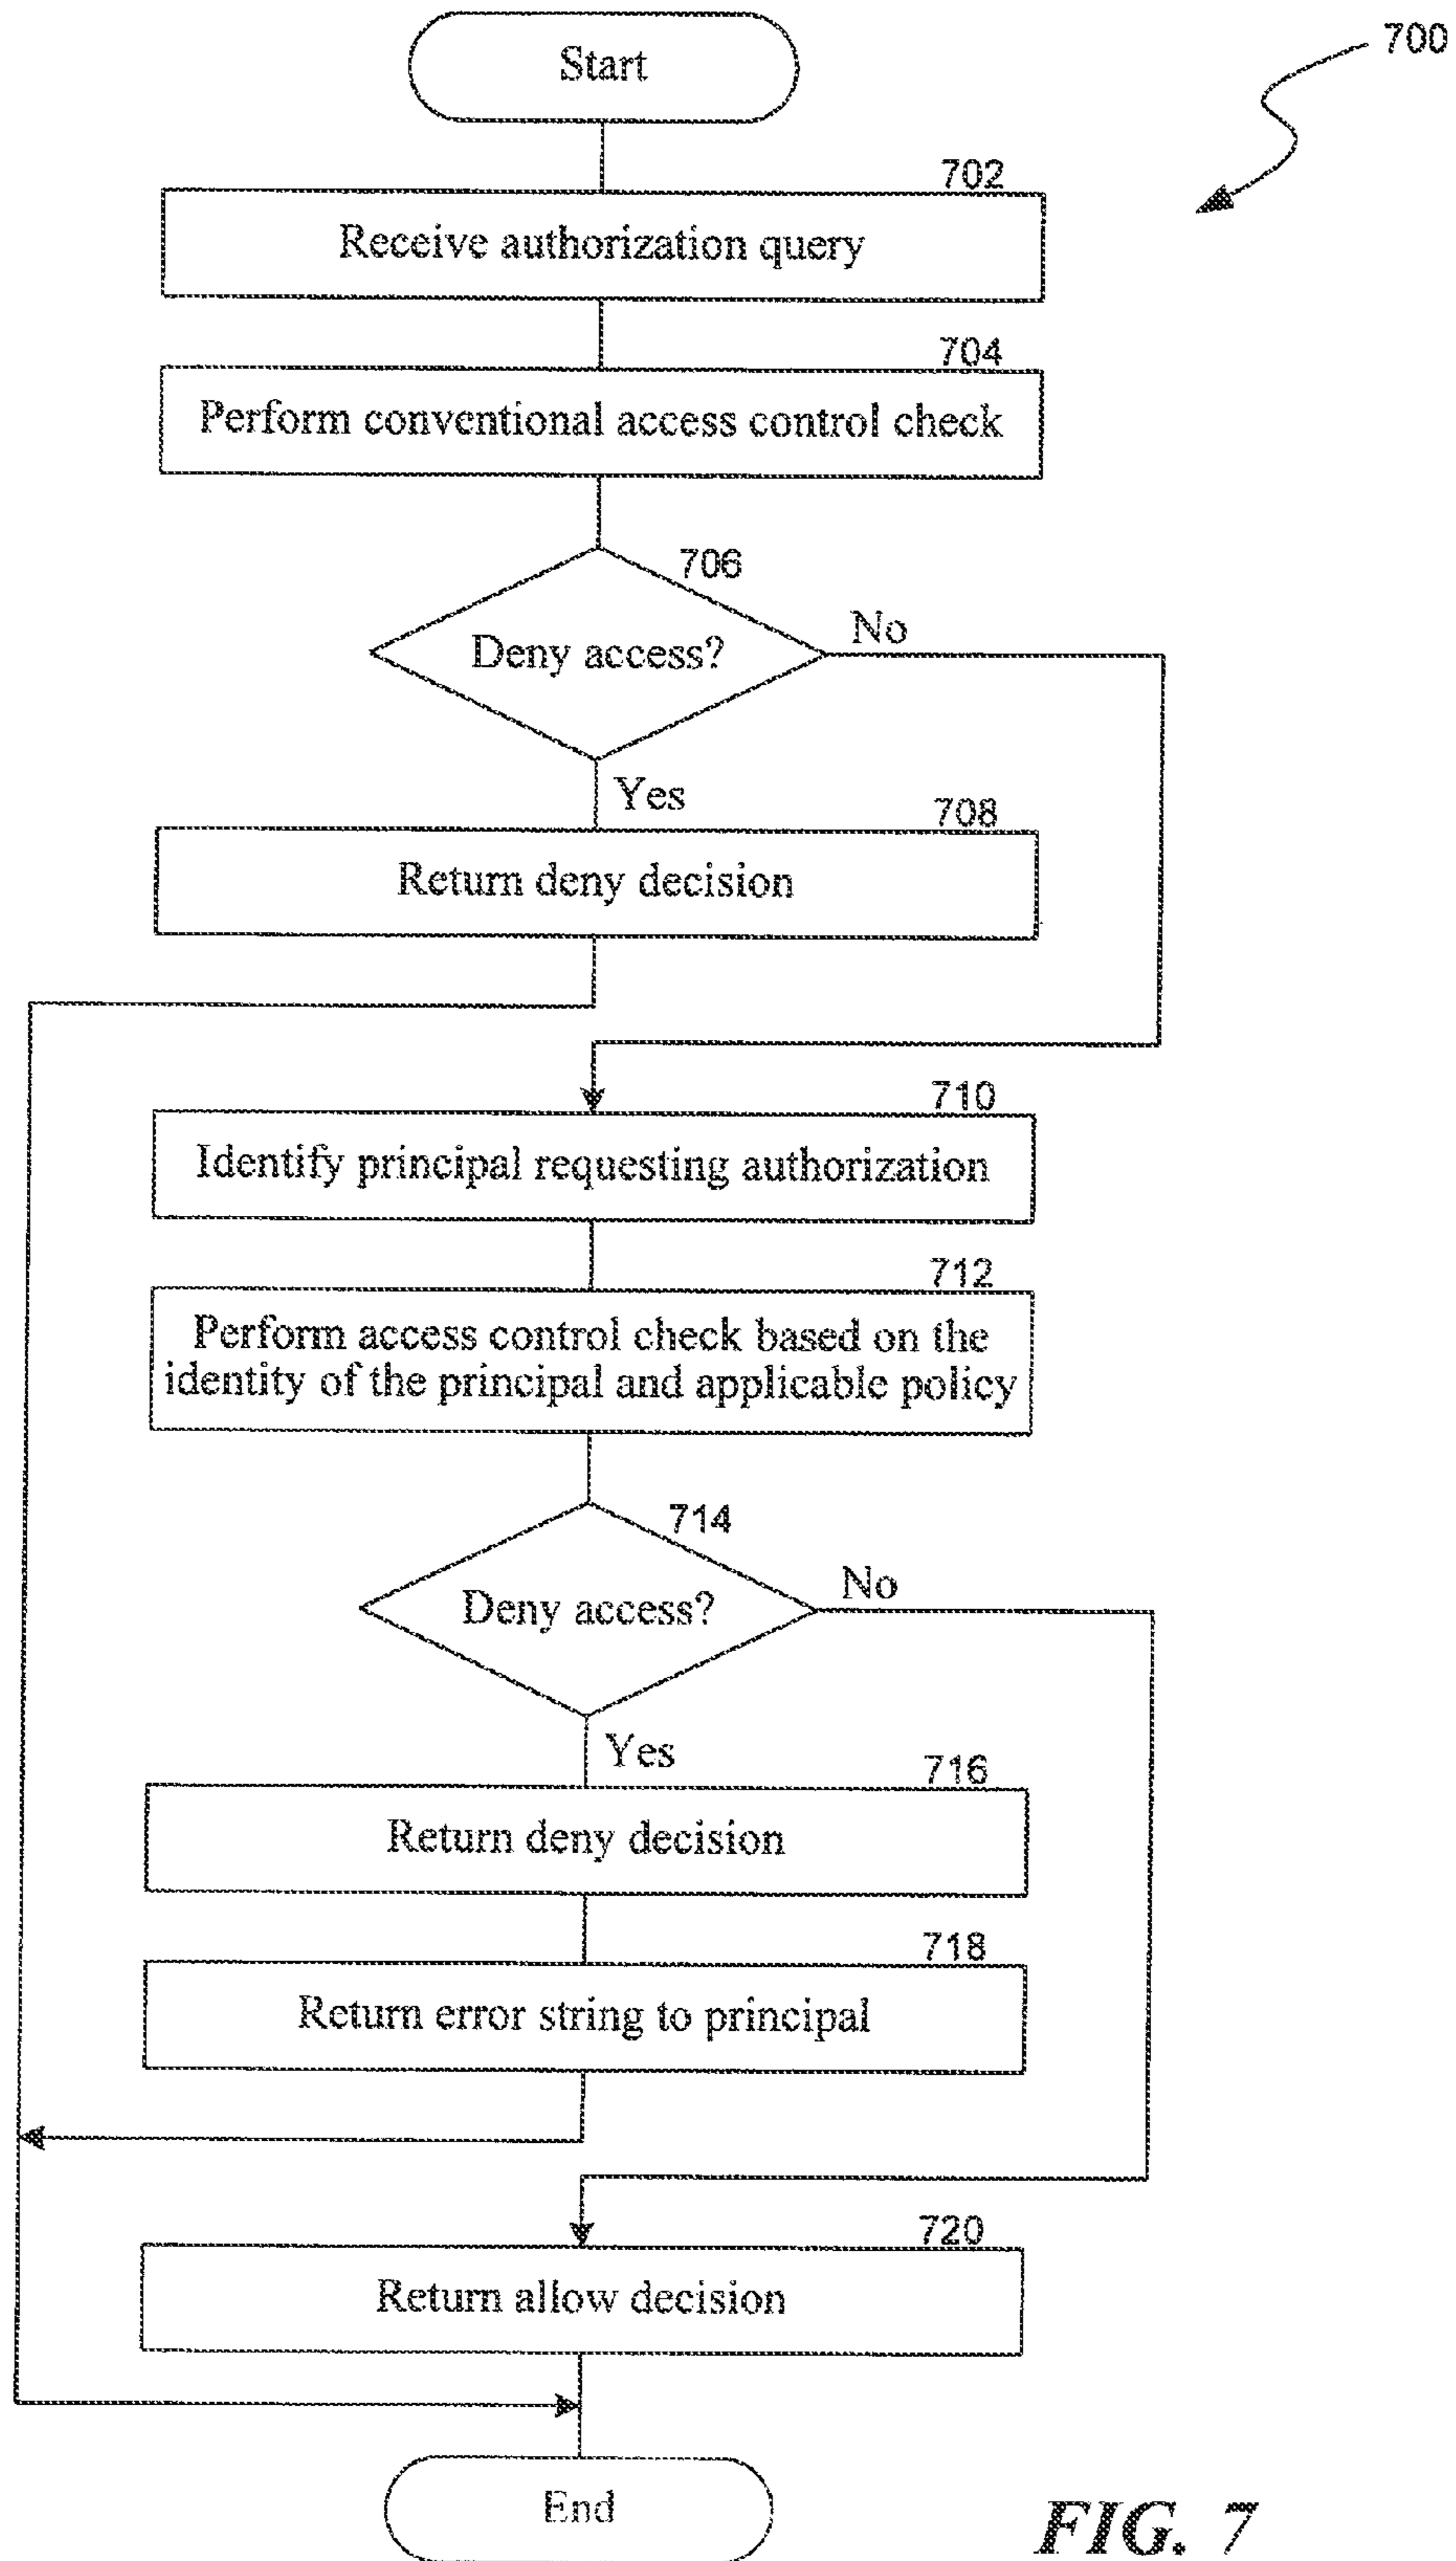 Start
700
702
Receive authorization query
704
Perform conventional access control check
706
Deny access?
No
Yes
708
Return deny decision
710
Identify principal requesting authorization
712
Perform access control check based on the
identity of the principal and applicable policy
714
Deny access?
No
Yes
716
Return deny decision
718
Return error string to principal
720
Return allow decision
End
FIG. 7